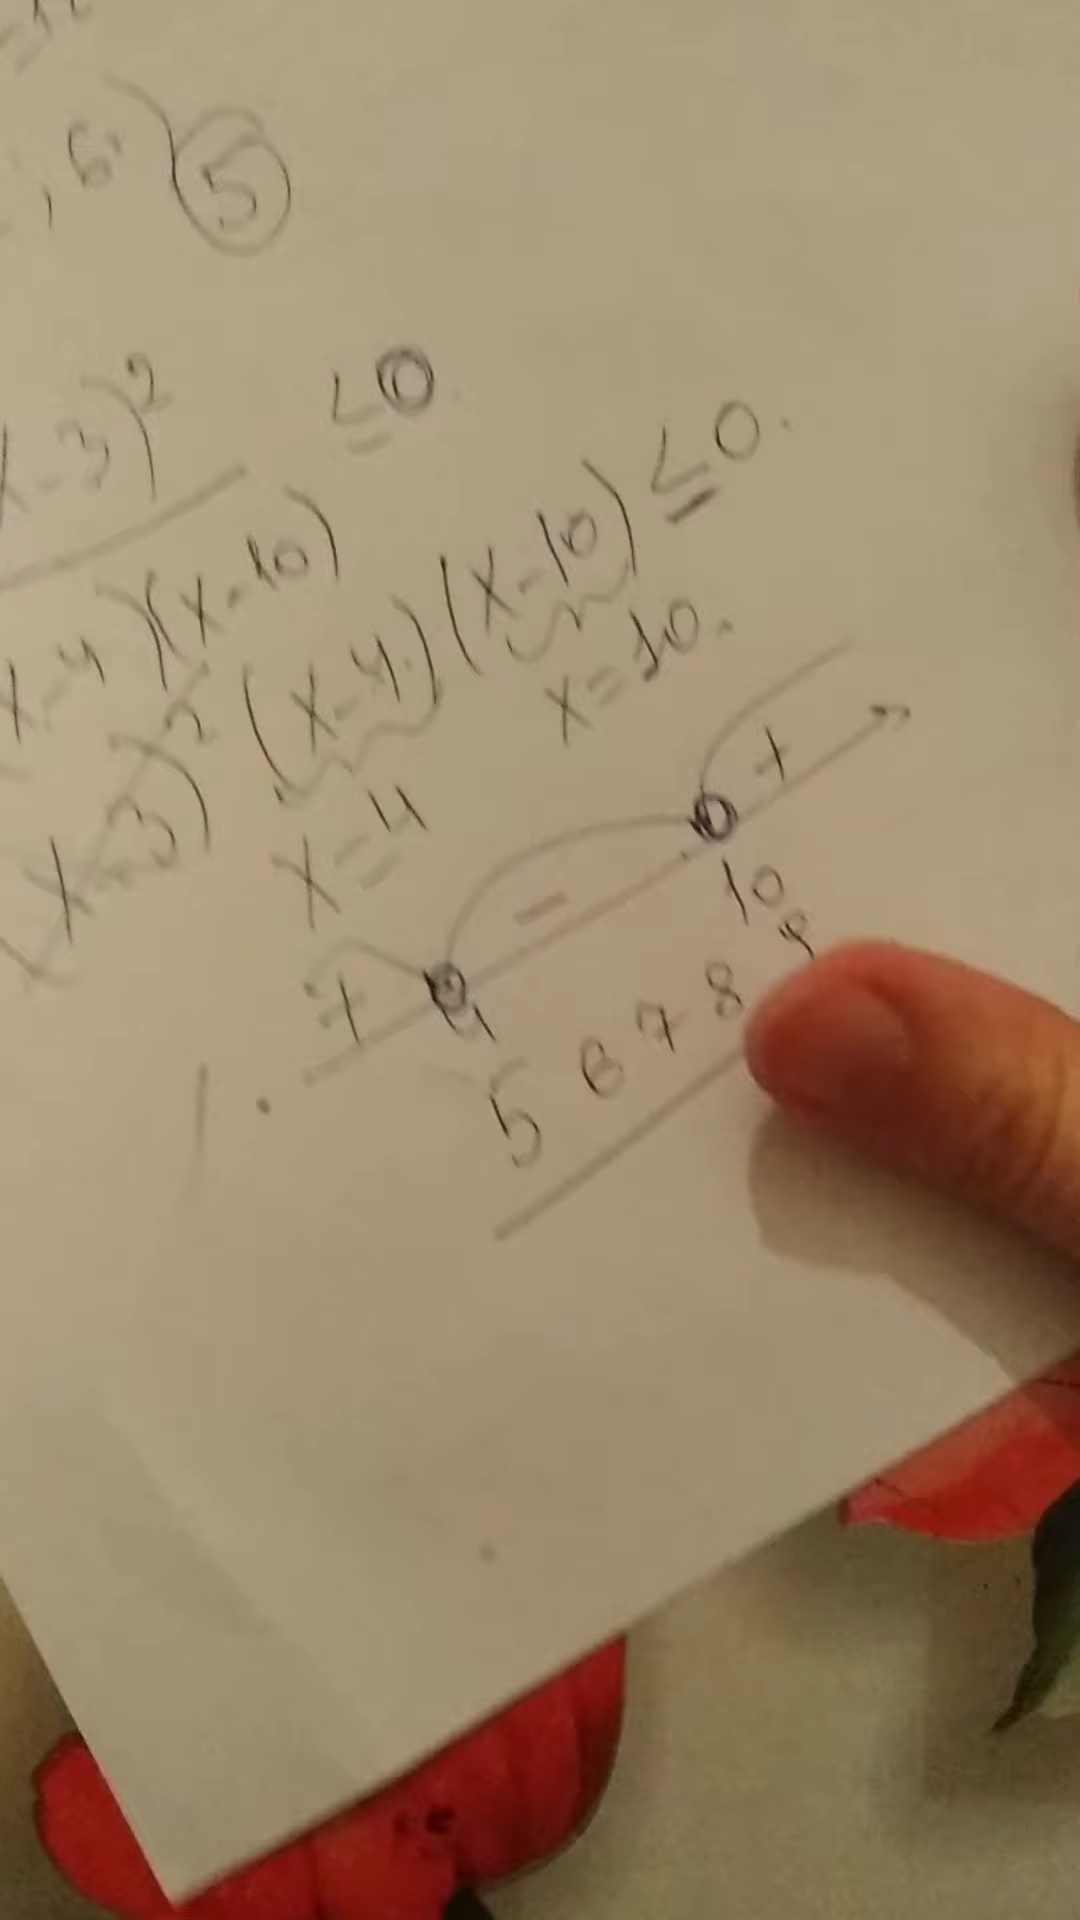 ; 6. ) 5
x-3)² ≤0.
x-4)(x-10)
x-3)² (x-4.)(x-10) ≤0.
x=4 x=10.
+ - +
4 10
5 6 7 8 9